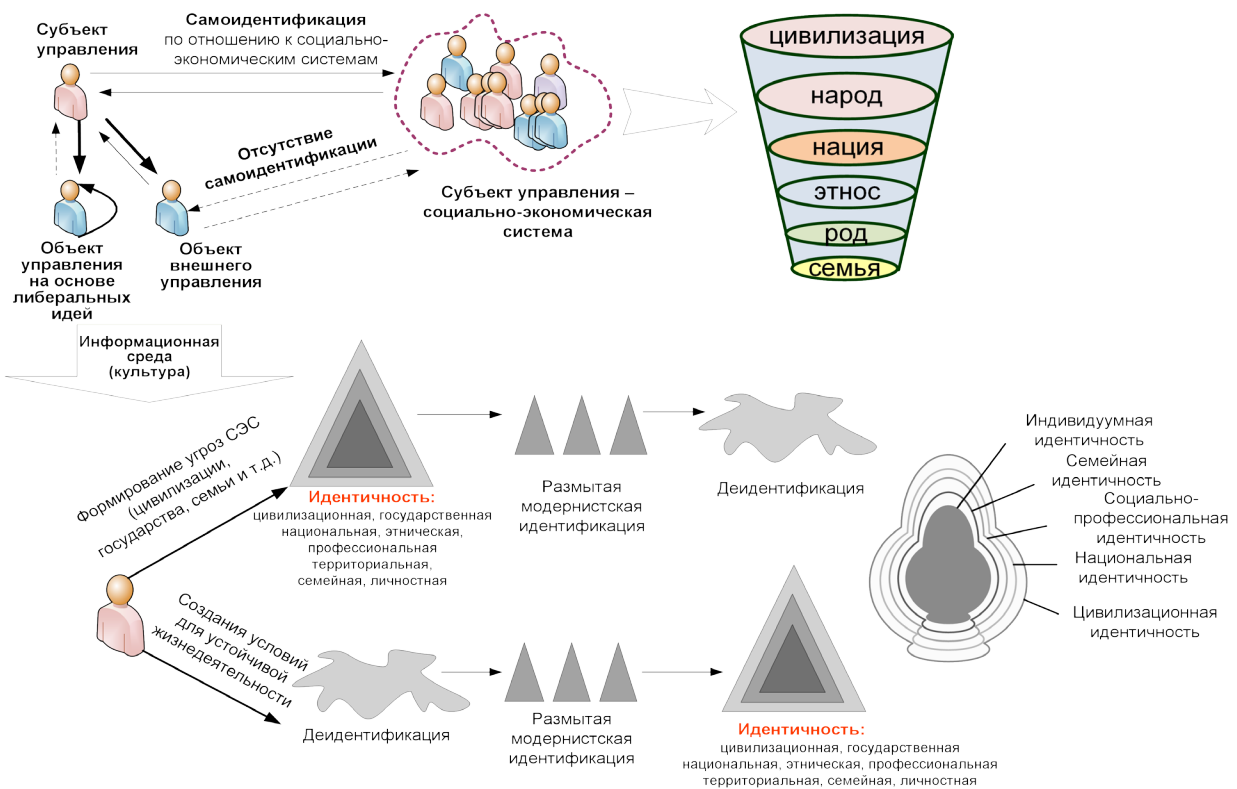 Субъект
управления
Самоидентификация
по отношению к социально-
экономическим системам
Отсутствие
самоидентификации
Субъект управления –
социально-экономическая
система
Объект
управления
на основе
либеральных
идей
Объект
внешнего
управления
цивилизация
народ
нация
этнос
род
семья
Информационная
среда
(культура)
Формирование угроз СЭС
(цивилизации,
государства, семьи и т.д.)
Идентичность:
цивилизационная, государственная
национальная, этническая,
профессиональная
территориальная,
семейная, личностная
Размытая
модернистская
идентификация
Деидентификация
Индивидуумная
идентичность
Семейная
идентичность
Социально-
профессиональная
идентичность
Национальная
идентичность
Цивилизационная
идентичность
Создания условий
для устойчивой
жизнедеятельности
Деидентификация
Размытая
модернистская
идентификация
Идентичность:
цивилизационная, государственная
национальная, этническая, профессиональная
территориальная, семейная, личностная